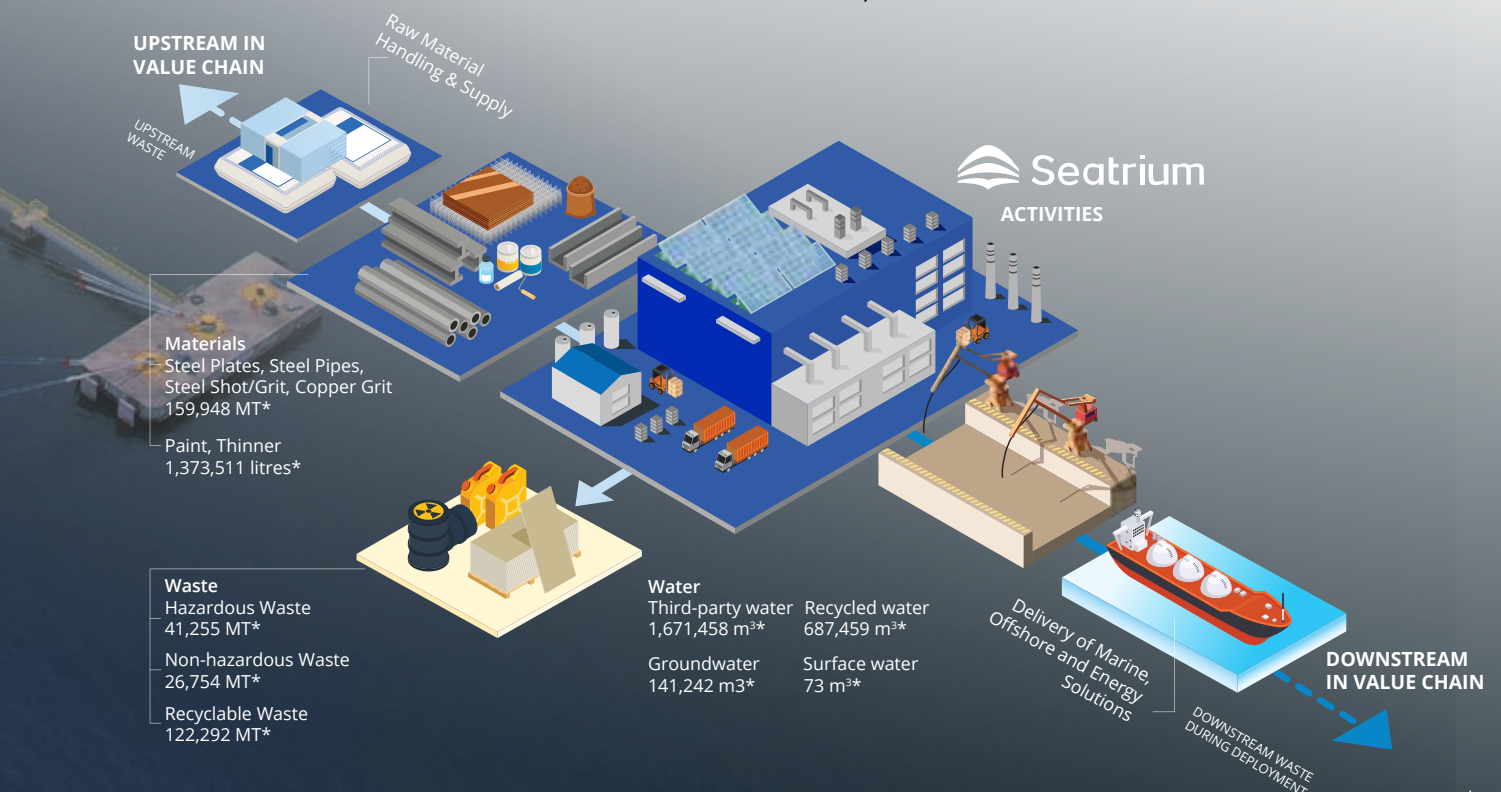 UPSTREAM IN
VALUE CHAIN
Raw Material
Handling & Supply
UPSTREAM
WASTE
Seatrium
ACTIVITIES
Materials
Steel Plates, Steel Pipes,
Steel Shot/Grit, Copper Grit
159,948 MT*
Paint, Thinner
1,373,511 litres*
Waste
Hazardous Waste
41,255 MT*
Non-hazardous Waste
26,754 MT*
Recyclable Waste
122,292 MT*
Water
Third-party water
1,671,458 m³*
Recycled water
687,459 m³*
Groundwater
141,242 m3*
Surface water
73 m³*
Delivery of Marine,
Offshore and Energy
Solutions
DOWNSTREAM
IN VALUE CHAIN
DOWNSTREAM WASTE
DURING DEPLOYMENT